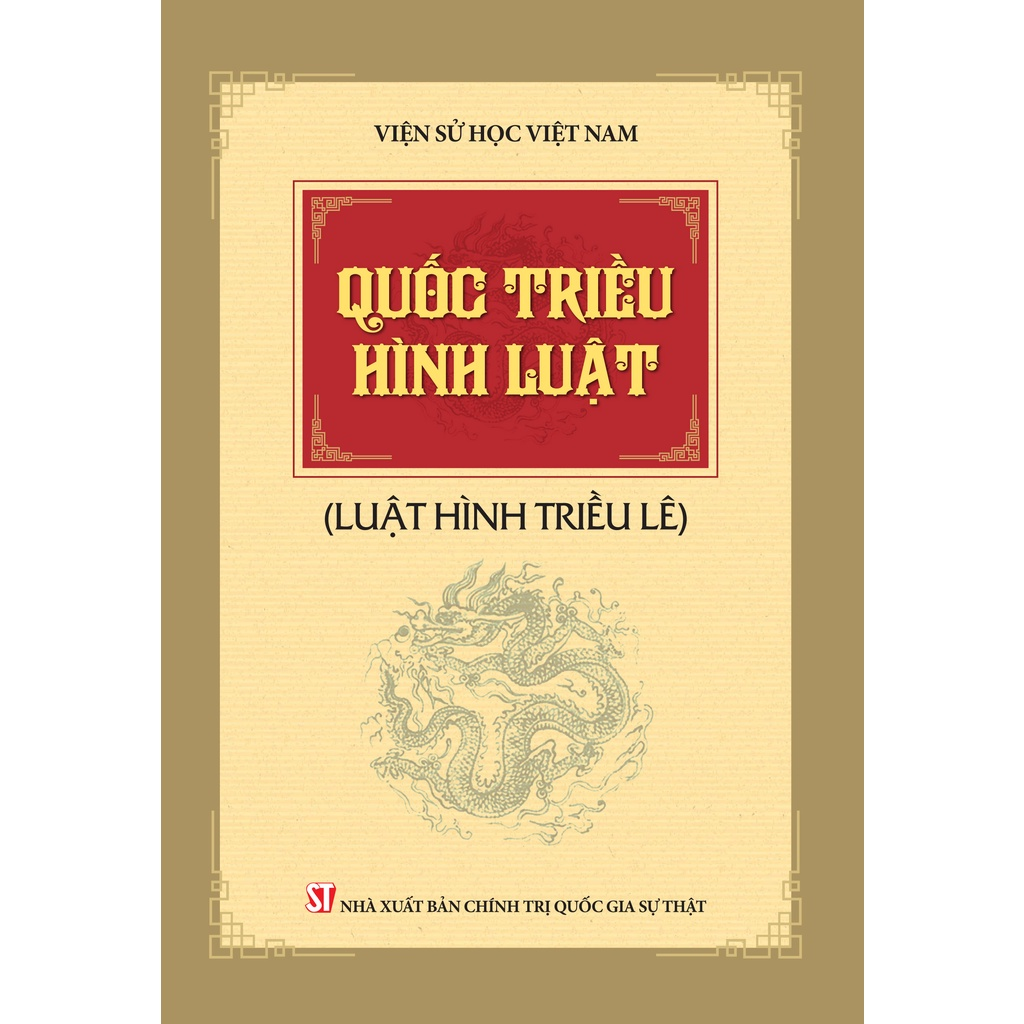 VIỆN SỬ HỌC VIỆT NAM
QUỐC TRIỀU
HÌNH LUẬT
(LUẬT HÌNH TRIỀU LÊ)
ST NHÀ XUẤT BẢN CHÍNH TRỊ QUỐC GIA SỰ THẬT